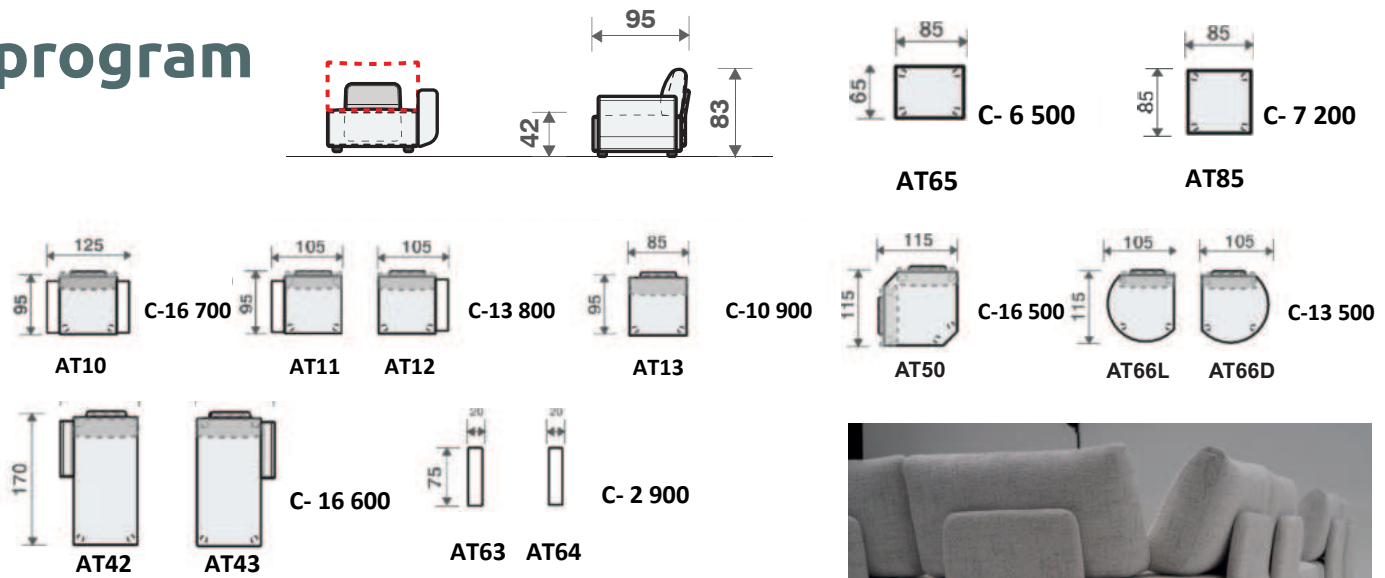 program
95
42
83
85
65
C- 6 500
AT65
85
85
C- 7 200
AT85
125
95
C-16 700
AT10
105
95
AT11
105
C-13 800
AT12
85
95
C-10 900
AT13
115
115
C-16 500
AT50
105
115
AT66L
105
C-13 500
AT66D
170
AT42
AT43
C- 16 600
20
75
AT63
20
AT64
C- 2 900